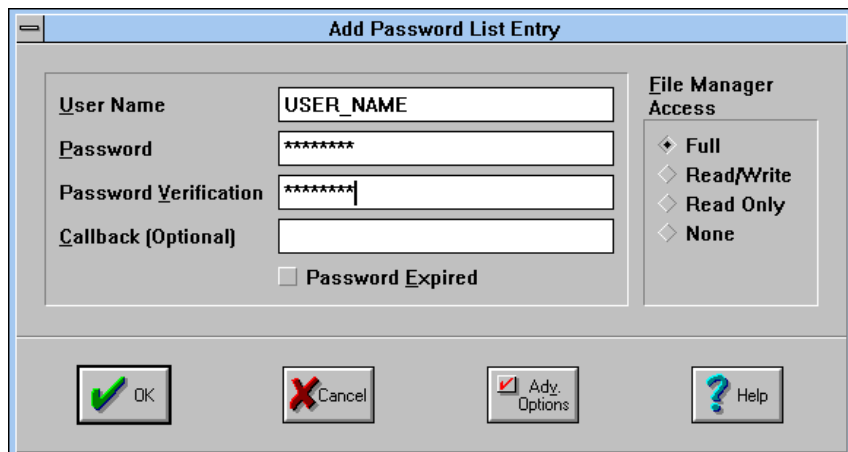 Add Password List Entry
User Name
USER_NAME
Password
********
Password Verification
********
Callback (Optional)
Password Expired
File Manager
Access
Full
Read/Write
Read Only
None
OK
Cancel
Adv.
Options
Help